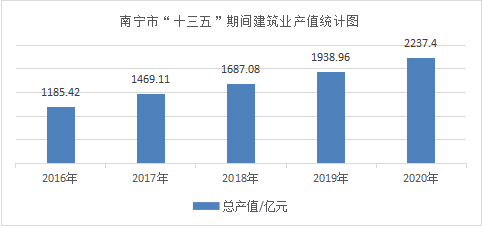 南宁市“十三五”期间建筑业产值统计图
1185.42
1469.11
1687.08
1938.96
2237.4
2016年
2017年
2018年
2019年
2020年
总产值/亿元